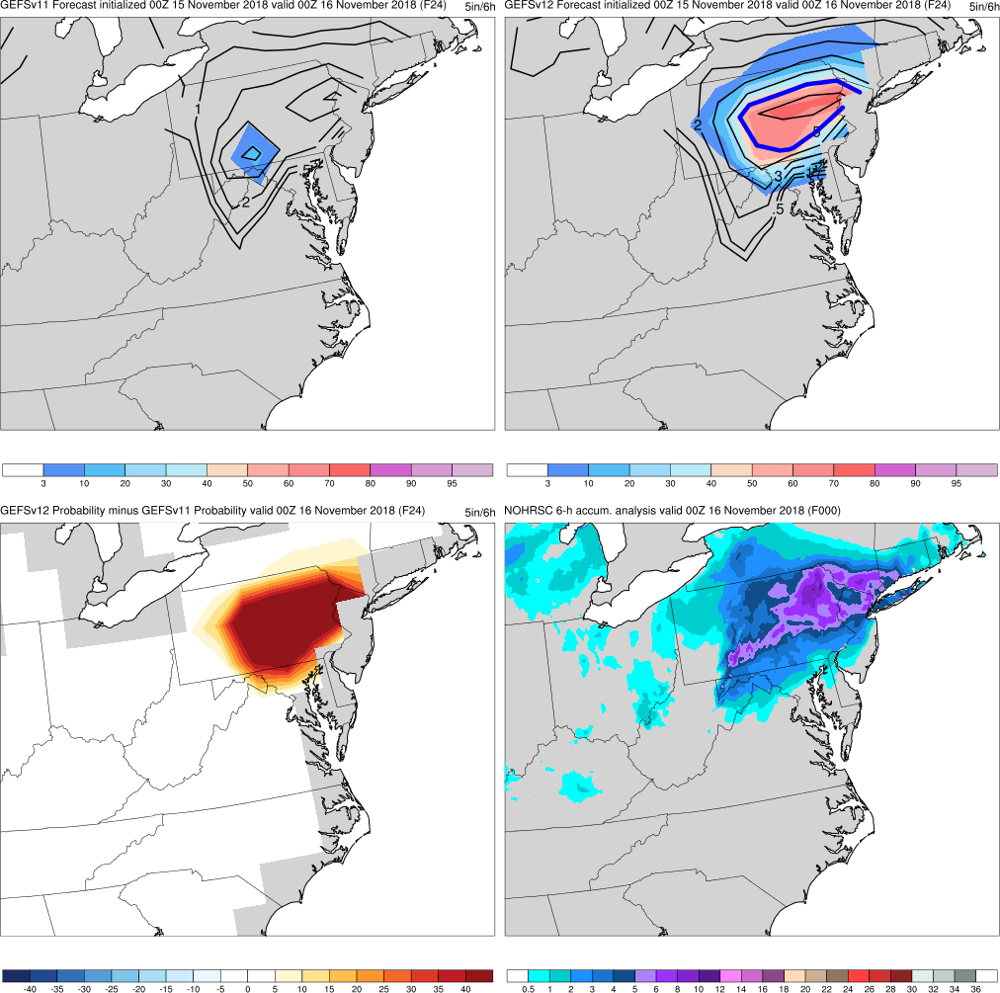 GEFSv11 Forecast initialized 00Z 15 November 2018 valid 00Z 16 November 2018 (F24) 5in/6h
1
2
3 10 20 30 40 50 60 70 80 90 95
GEFSv12 Forecast initialized 00Z 15 November 2018 valid 00Z 16 November 2018 (F24) 5in/6h
2
5
3
.5
3 10 20 30 40 50 60 70 80 90 95
GEFSv12 Probability minus GEFSv11 Probability valid 00Z 16 November 2018 (F24) 5in/6h
-40 -35 -30 -25 -20 -15 -10 -5 0 5 10 15 20 25 30 35 40
NOHRSC 6-h accum. analysis valid 00Z 16 November 2018 (F000)
0.5 1 2 3 4 5 6 8 10 12 14 16 18 20 22 24 26 28 30 32 34 36